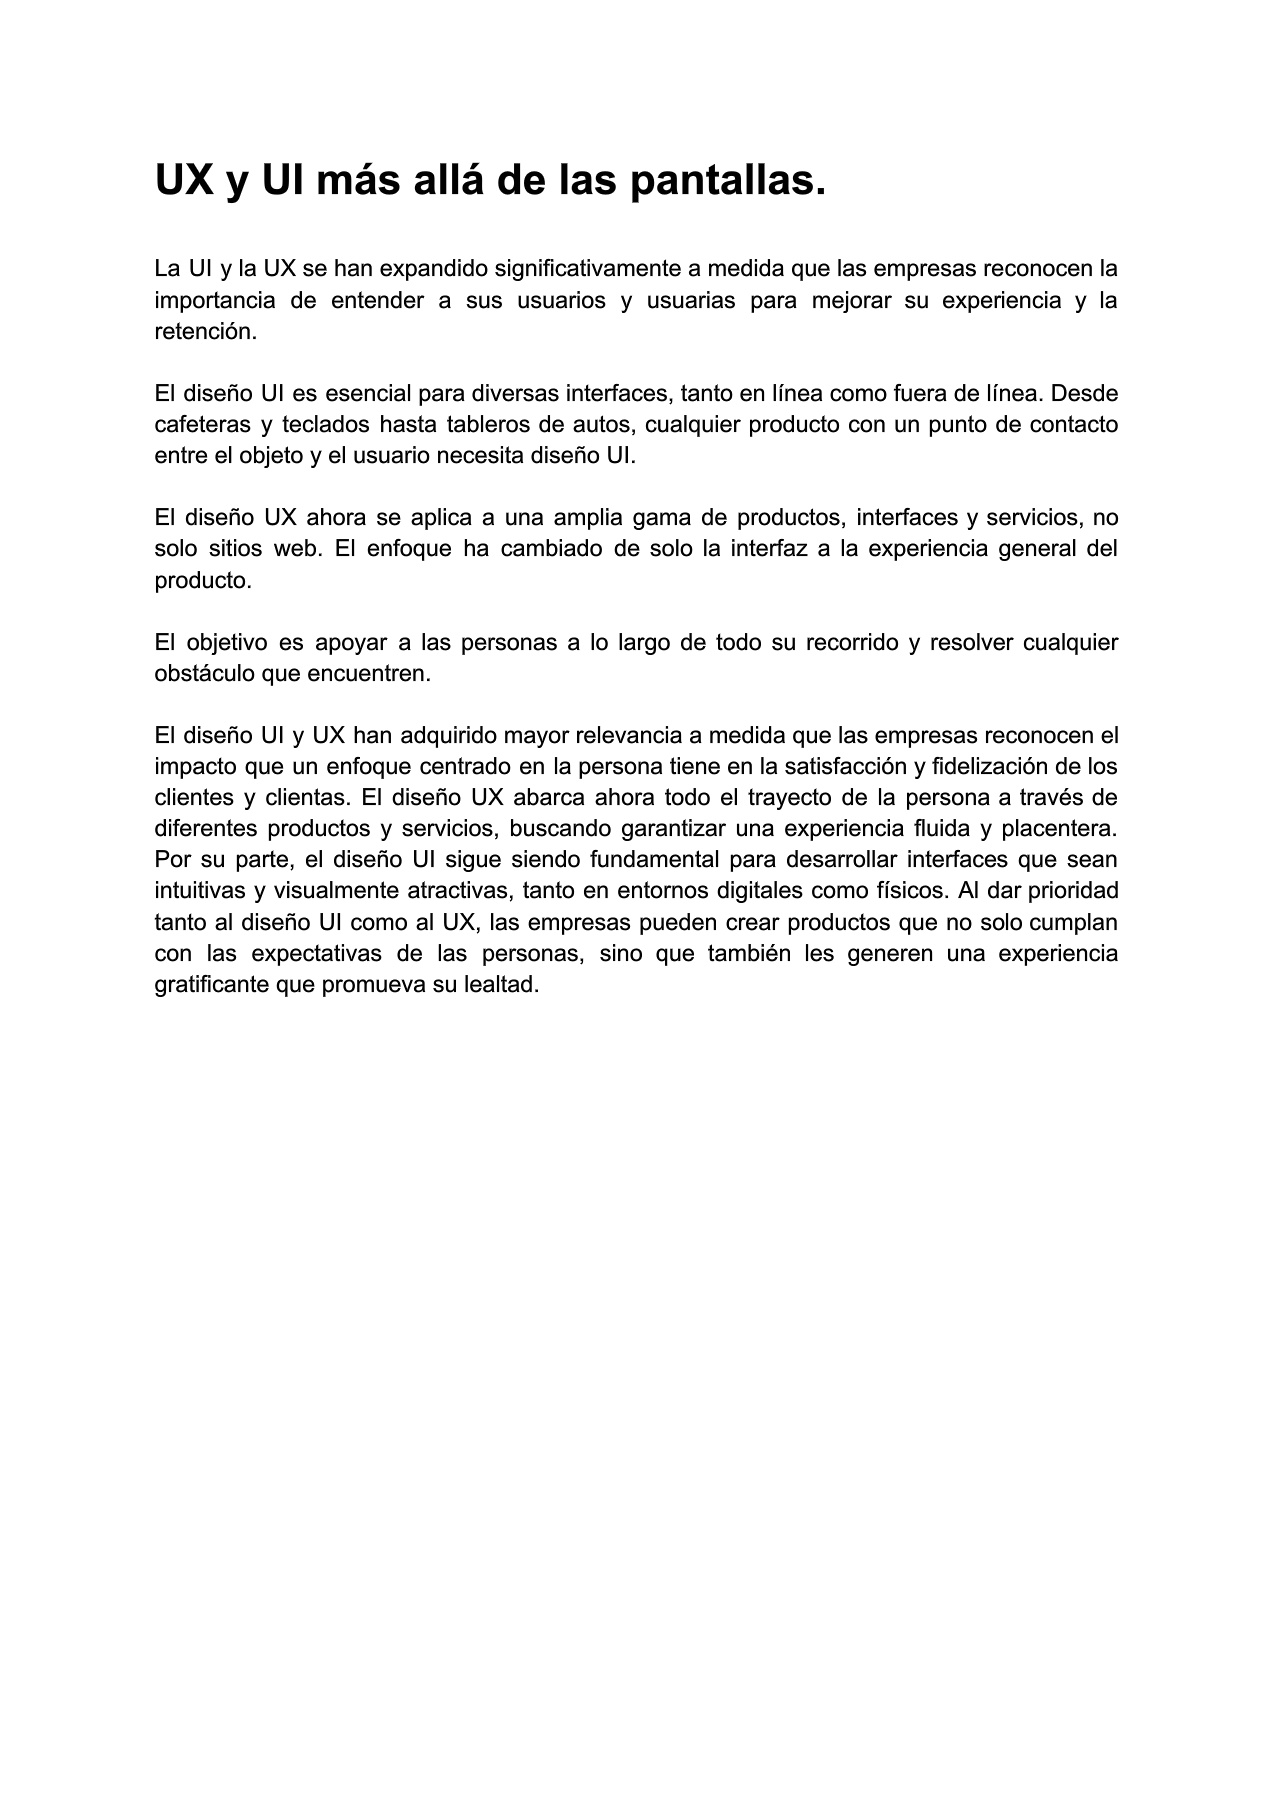 UX y UI más allá de las pantallas.
La UI y la UX se han expandido significativamente a medida que las empresas reconocen la
importancia de entender a sus usuarios y usuarias para mejorar su experiencia y la
retención.
El diseño UI es esencial para diversas interfaces, tanto en línea como fuera de línea. Desde
cafeteras y teclados hasta tableros de autos, cualquier producto con un punto de contacto
entre el objeto y el usuario necesita diseño UI.
El diseño UX ahora se aplica a una amplia gama de productos, interfaces y servicios, no
solo sitios web. El enfoque ha cambiado de solo la interfaz a la experiencia general del
producto.
El objetivo es apoyar a las personas a lo largo de todo su recorrido y resolver cualquier
obstáculo que encuentren.
El diseño UI y UX han adquirido mayor relevancia a medida que las empresas reconocen el
impacto que un enfoque centrado en la persona tiene en la satisfacción y fidelización de los
clientes y clientas. El diseño UX abarca ahora todo el trayecto de la persona a través de
diferentes productos y servicios, buscando garantizar una experiencia fluida y placentera.
Por su parte, el diseño UI sigue siendo fundamental para desarrollar interfaces que sean
intuitivas y visualmente atractivas, tanto en entornos digitales como físicos. Al dar prioridad
tanto al diseño UI como al UX, las empresas pueden crear productos que no solo cumplan
con las expectativas de las personas, sino que también les generen una experiencia
gratificante que promueva su lealtad.